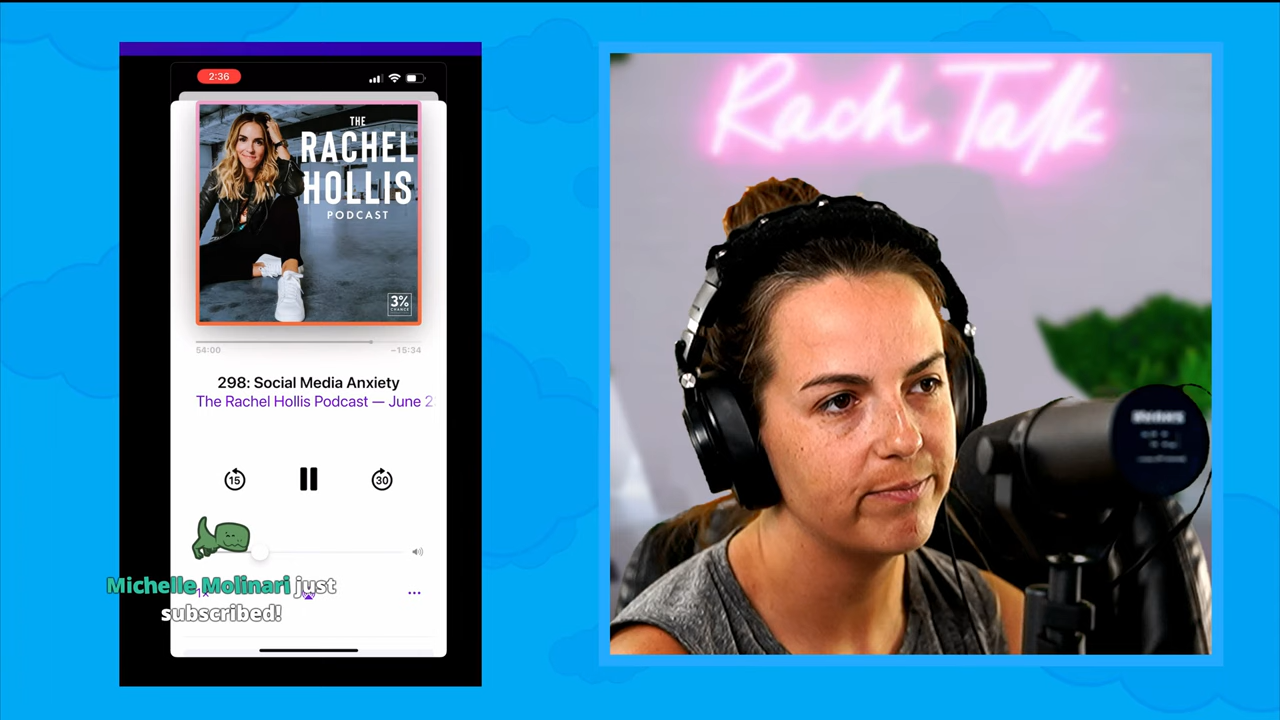 2:36
THE
RACHEL
HOLLIS
PODCAST
3%
CHANCE
54:00
-15:34
298: Social Media Anxiety
The Rachel Hollis Podcast — June 2
15
30
Michelle Molinari just
subscribed!
Rach Talk